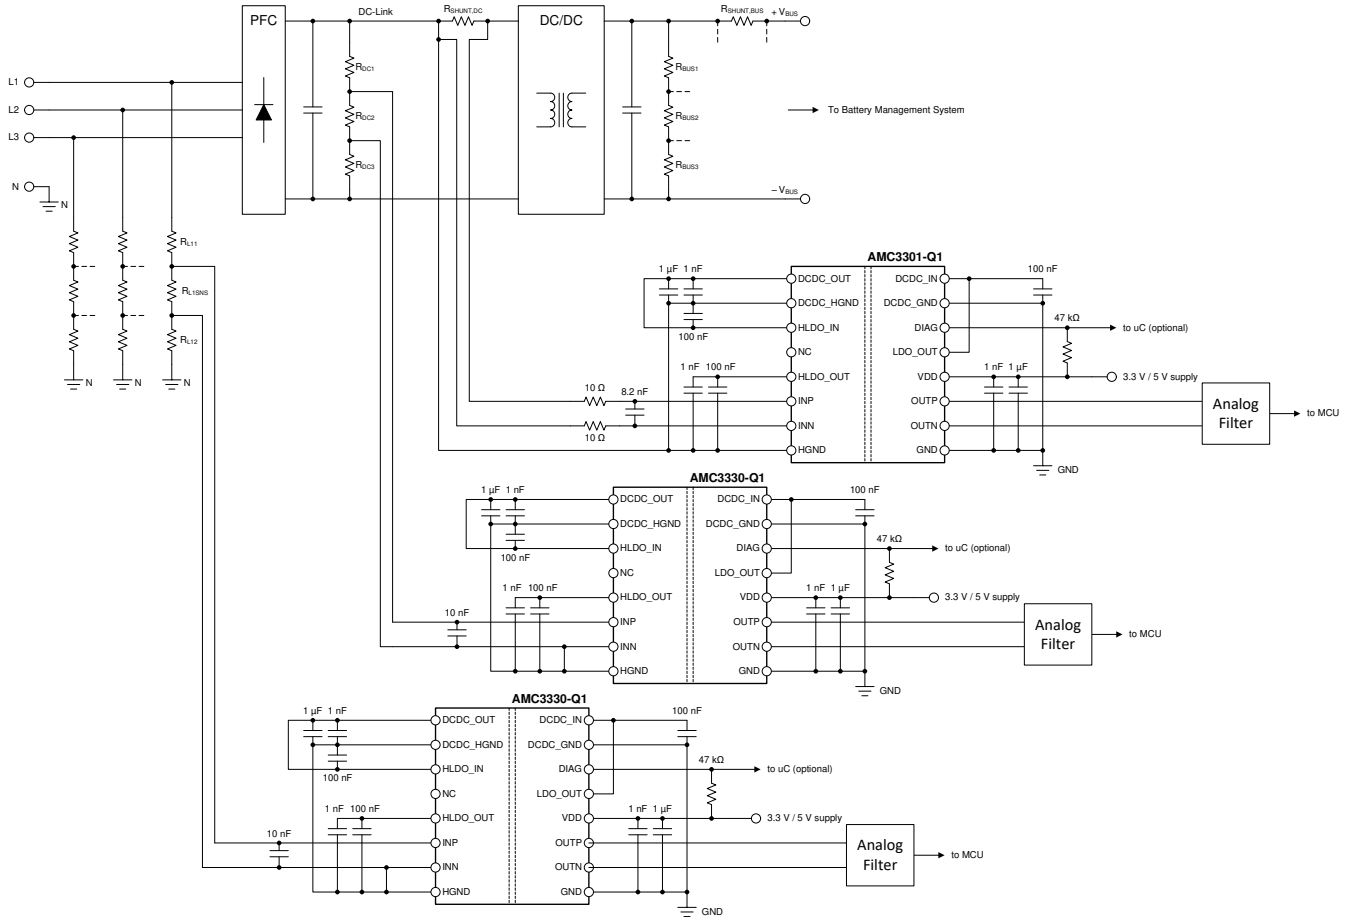 PFC
DC-Link
RSHUNT,DC
DC/DC
RSHUNT,BUS
+ VBUS
RDC1
RBUS1
L1
L2
RDC2
RBUS2
To Battery Management System
L3
RDC3
RBUS3
N
N
– VBUS
RL11
RL1SNS
RL12
N
N
N
AMC3301-Q1
1 µF
1 nF
100 nF
DCDC_OUT
DCDC_IN
DCDC_HGND
DCDC_GND
47 kΩ
HLDO_IN
DIAG
to uC (optional)
100 nF
NC
LDO_OUT
1 nF
100 nF
1 nF
1 µF
HLDO_OUT
VDD
3.3 V / 5 V supply
10 Ω
8.2 nF
INP
OUTP
Analog
Filter
to MCU
INN
OUTN
10 Ω
HGND
GND
GND
AMC3330-Q1
1 µF
1 nF
100 nF
DCDC_OUT
DCDC_IN
DCDC_HGND
DCDC_GND
47 kΩ
HLDO_IN
DIAG
to uC (optional)
100 nF
NC
LDO_OUT
1 nF
100 nF
1 nF
1 µF
HLDO_OUT
VDD
3.3 V / 5 V supply
10 nF
INP
OUTP
Analog
Filter
to MCU
INN
OUTN
HGND
GND
GND
AMC3330-Q1
1 µF
1 nF
100 nF
DCDC_OUT
DCDC_IN
DCDC_HGND
DCDC_GND
47 kΩ
HLDO_IN
DIAG
to uC (optional)
100 nF
NC
LDO_OUT
1 nF
100 nF
1 nF
1 µF
HLDO_OUT
VDD
3.3 V / 5 V supply
10 nF
INP
OUTP
Analog
Filter
to MCU
INN
OUTN
HGND
GND
GND